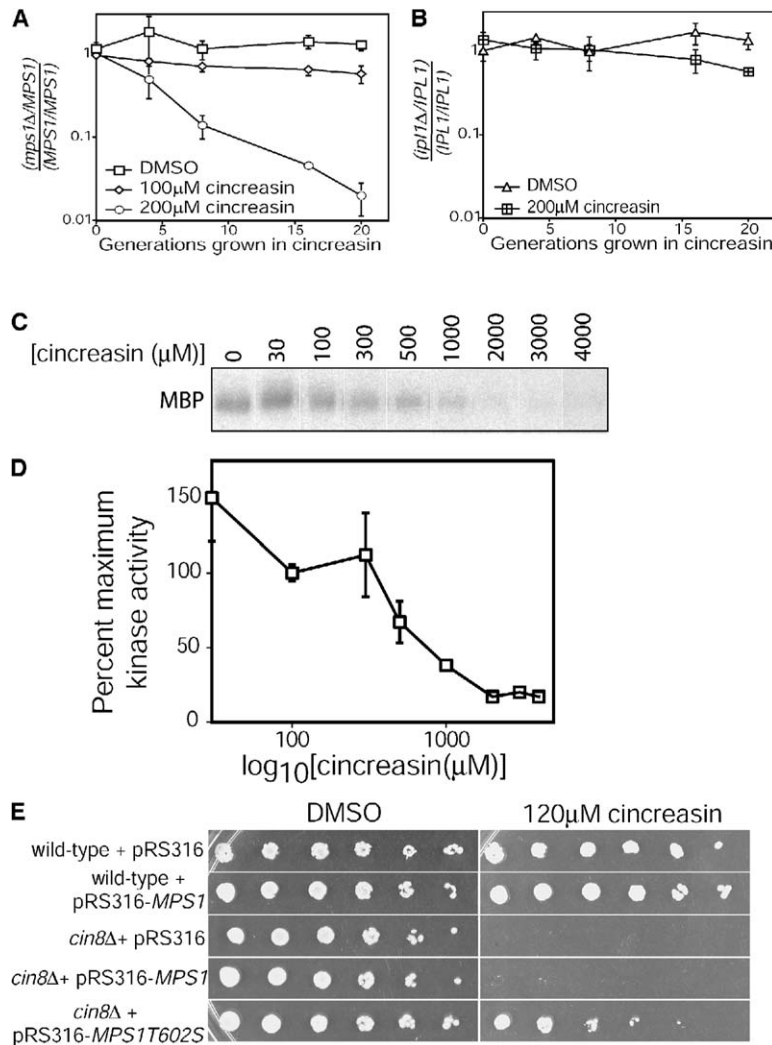 A
(mps1Δ/MPS1)
(MPS1/MPS1)
1
0.1
0.01
DMSO
100μM cincreasin
200μM cincreasin
0 5 10 15 20
Generations grown in cincreasin
B
(ipl1Δ/IPL1)
(IPL1/IPL1)
1
0.1
0.01
DMSO
200μM cincreasin
0 5 10 15 20
Generations grown in cincreasin
C
[cincreasin (μM)]
0 30 100 300 500 1000 2000 3000 4000
MBP
D
Percent maximum
kinase activity
150
100
50
0
100 1000
log10[cincreasin(μM)]
E
DMSO 120μM cincreasin
wild-type + pRS316
wild-type +
pRS316-MPS1
cin8Δ+ pRS316
cin8Δ+ pRS316-MPS1
cin8Δ +
pRS316-MPS1T602S